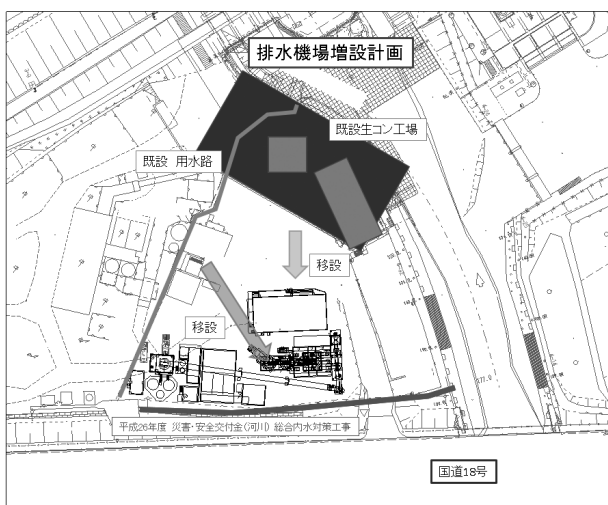 排水機場増設計画
既設生コン工場
既設 用水路
移設
移設
平成26年度 災害・安全交付金(河川) 総合内水対策工事
国道18号